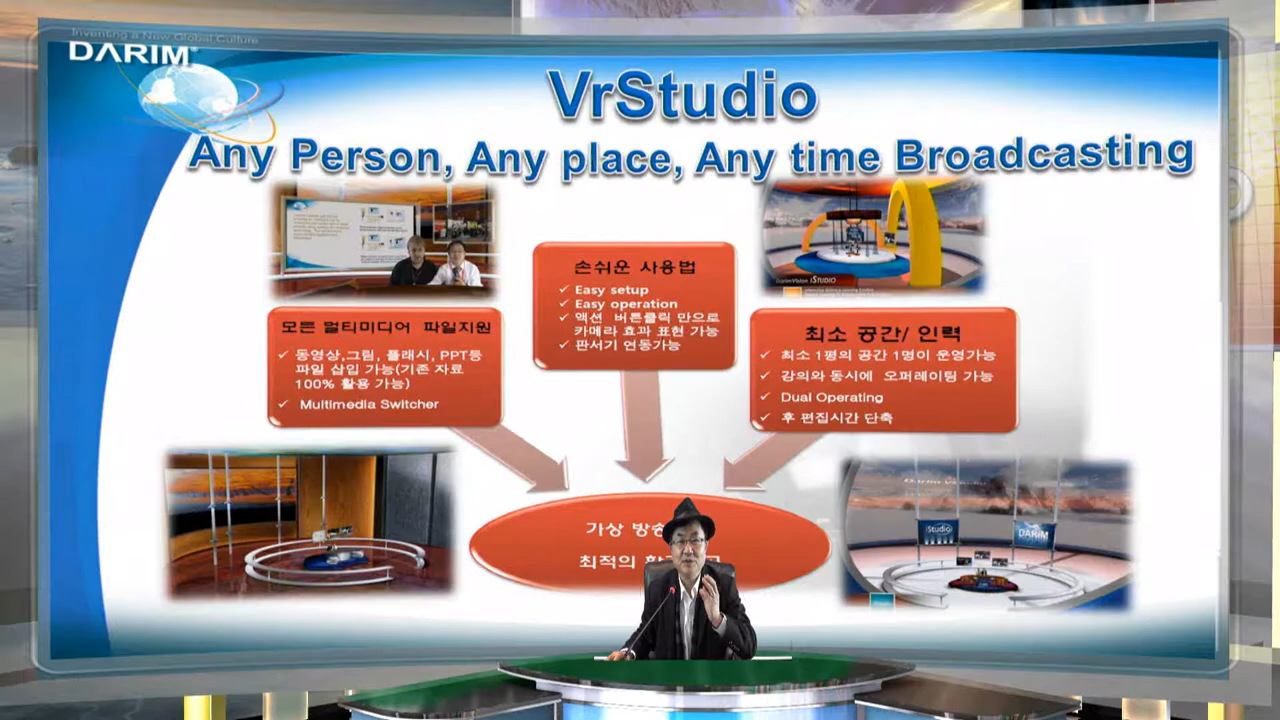 Inventing a New Global Culture
DARIM
VrStudio
Any Person, Any place, Any time Broadcasting
손쉬운 사용법
✓ Easy setup
✓ Easy operation
✓ 액션 버튼클릭 만으로
카메라 효과 표현 가능
✓ 판서기 연동가능
모든 멀티미디어 파일지원
✓ 동영상,그림, 플래시, PPT등
파일 삽입 가능(기존 자료
100% 활용 가능)
✓ Multimedia Switcher
최소 공간/ 인력
✓ 최소 1평의 공간 1명이 운영가능
✓ 강의와 동시에 오퍼레이팅 가능
✓ Dual Operating
✓ 후 편집시간 단축
DarimVision iStudio
가상 방송
최적의
iStudio
DARIM